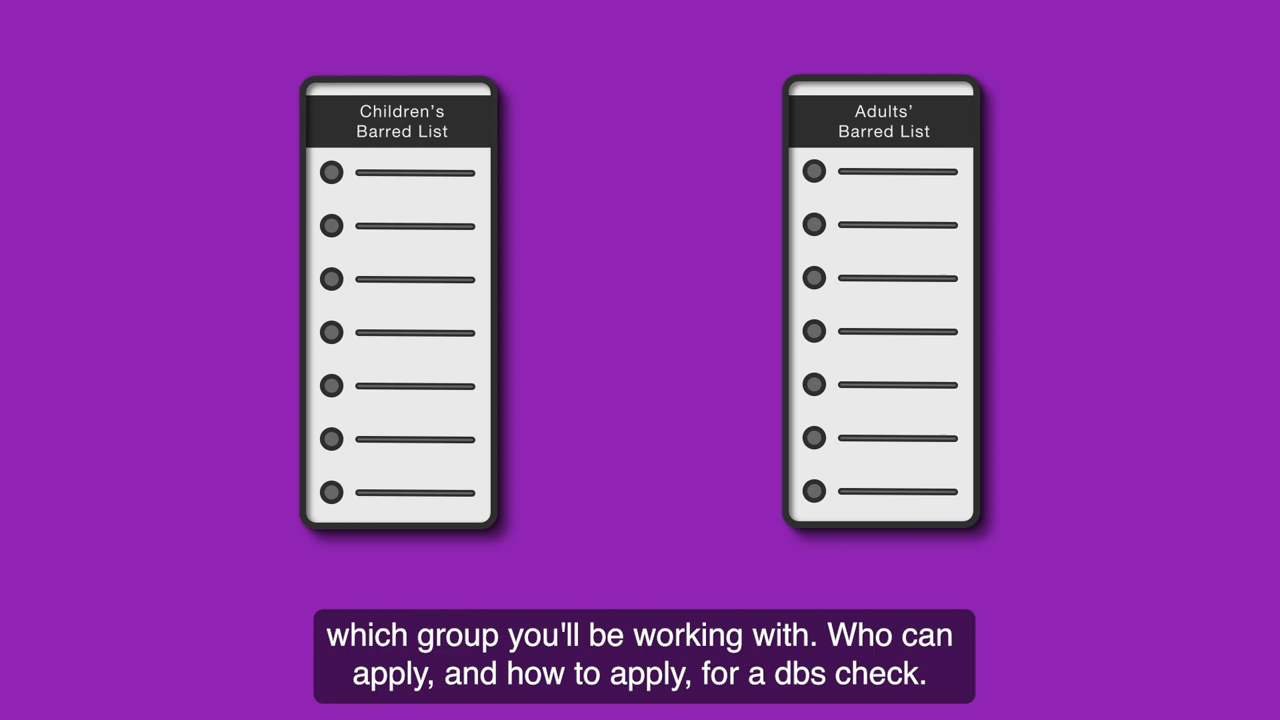 Children's
Barred List
Adults'
Barred List
which group you'll be working with. Who can
apply, and how to apply, for a dbs check.